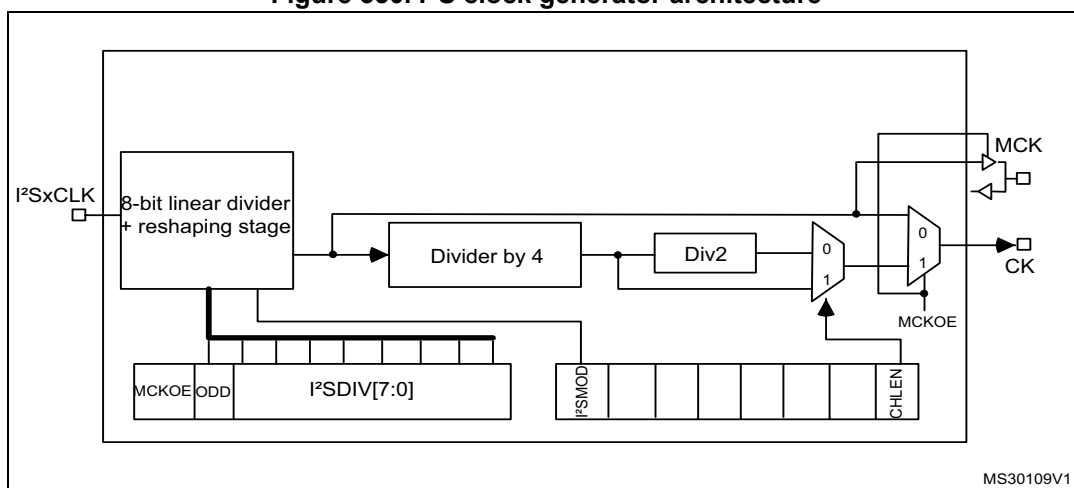 I²SxCLK
8-bit linear divider
+ reshaping stage
Divider by 4
Div2
0
1
0
1
MCK
CK
MCKOE
MCKOE
ODD
I²SDIV[7:0]
I²SMOD
CHLEN
MS30109V1